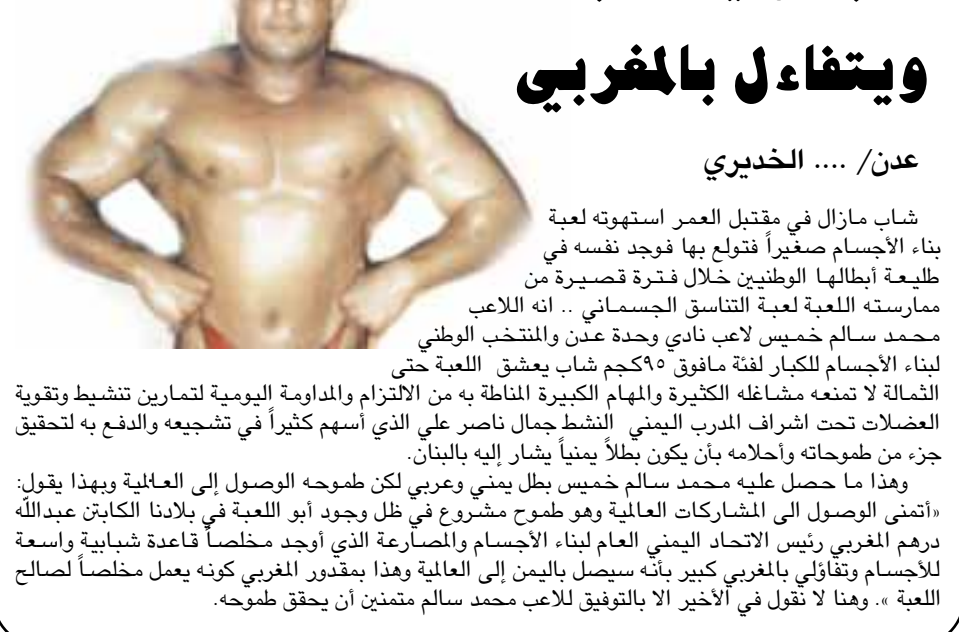 ويتفاءل بالمغربي
عدن/ .... الخديري
شاب مازال في مقتبل العمر استهوته لعبة
بناء الأجسام صغيراً فتولع بها فوجد نفسه في
طليعة أبطالها الوطنيين خلال فترة قصيرة من
ممارسته اللعبة لعبة التناسق الجسماني .. انه اللاعب
محمد سالم خميس لاعب نادي وحدة عدن والمنتخب الوطني
لبناء الأجسام للكبار لفئة مافوق ٩٥كجم شاب يعشق اللعبة حتى
الثمالة لا تمنعه مشاغله الكثيرة والمهام الكبيرة المناطة به من الالتزام والمداومة اليومية لتمارين تنشيط وتقوية
العضلات تحت اشراف المدرب اليمني النشط جمال ناصر علي الذي أسهم كثيراً في تشجيعه والدفع به لتحقيق
جزء من طموحاته وأحلامه بأن يكون بطلاً يمنياً يشار إليه بالبنان.
وهذا ما حصل عليه محمد سالم خميس بطل يمني وعربي لكن طموحه الوصول إلى العالمية وبهذا يقول:
«أتمنى الوصول الى المشاركات العالمية وهو طموح مشروع في ظل وجود أبو اللعبة في بلادنا الكابتن عبدالله
درهم المغربي رئيس الاتحاد اليمني العام لبناء الأجسام والمصارعة الذي أوجد مخلصاً قاعدة شبابية واسعة
للأجسام وتفاؤلي بالمغربي كبير بأنه سيصل باليمن إلى العالمية وهذا بمقدور المغربي كونه يعمل مخلصاً لصالح
اللعبة ». وهنا لا نقول في الأخير الا بالتوفيق للاعب محمد سالم متمنين أن يحقق طموحه.